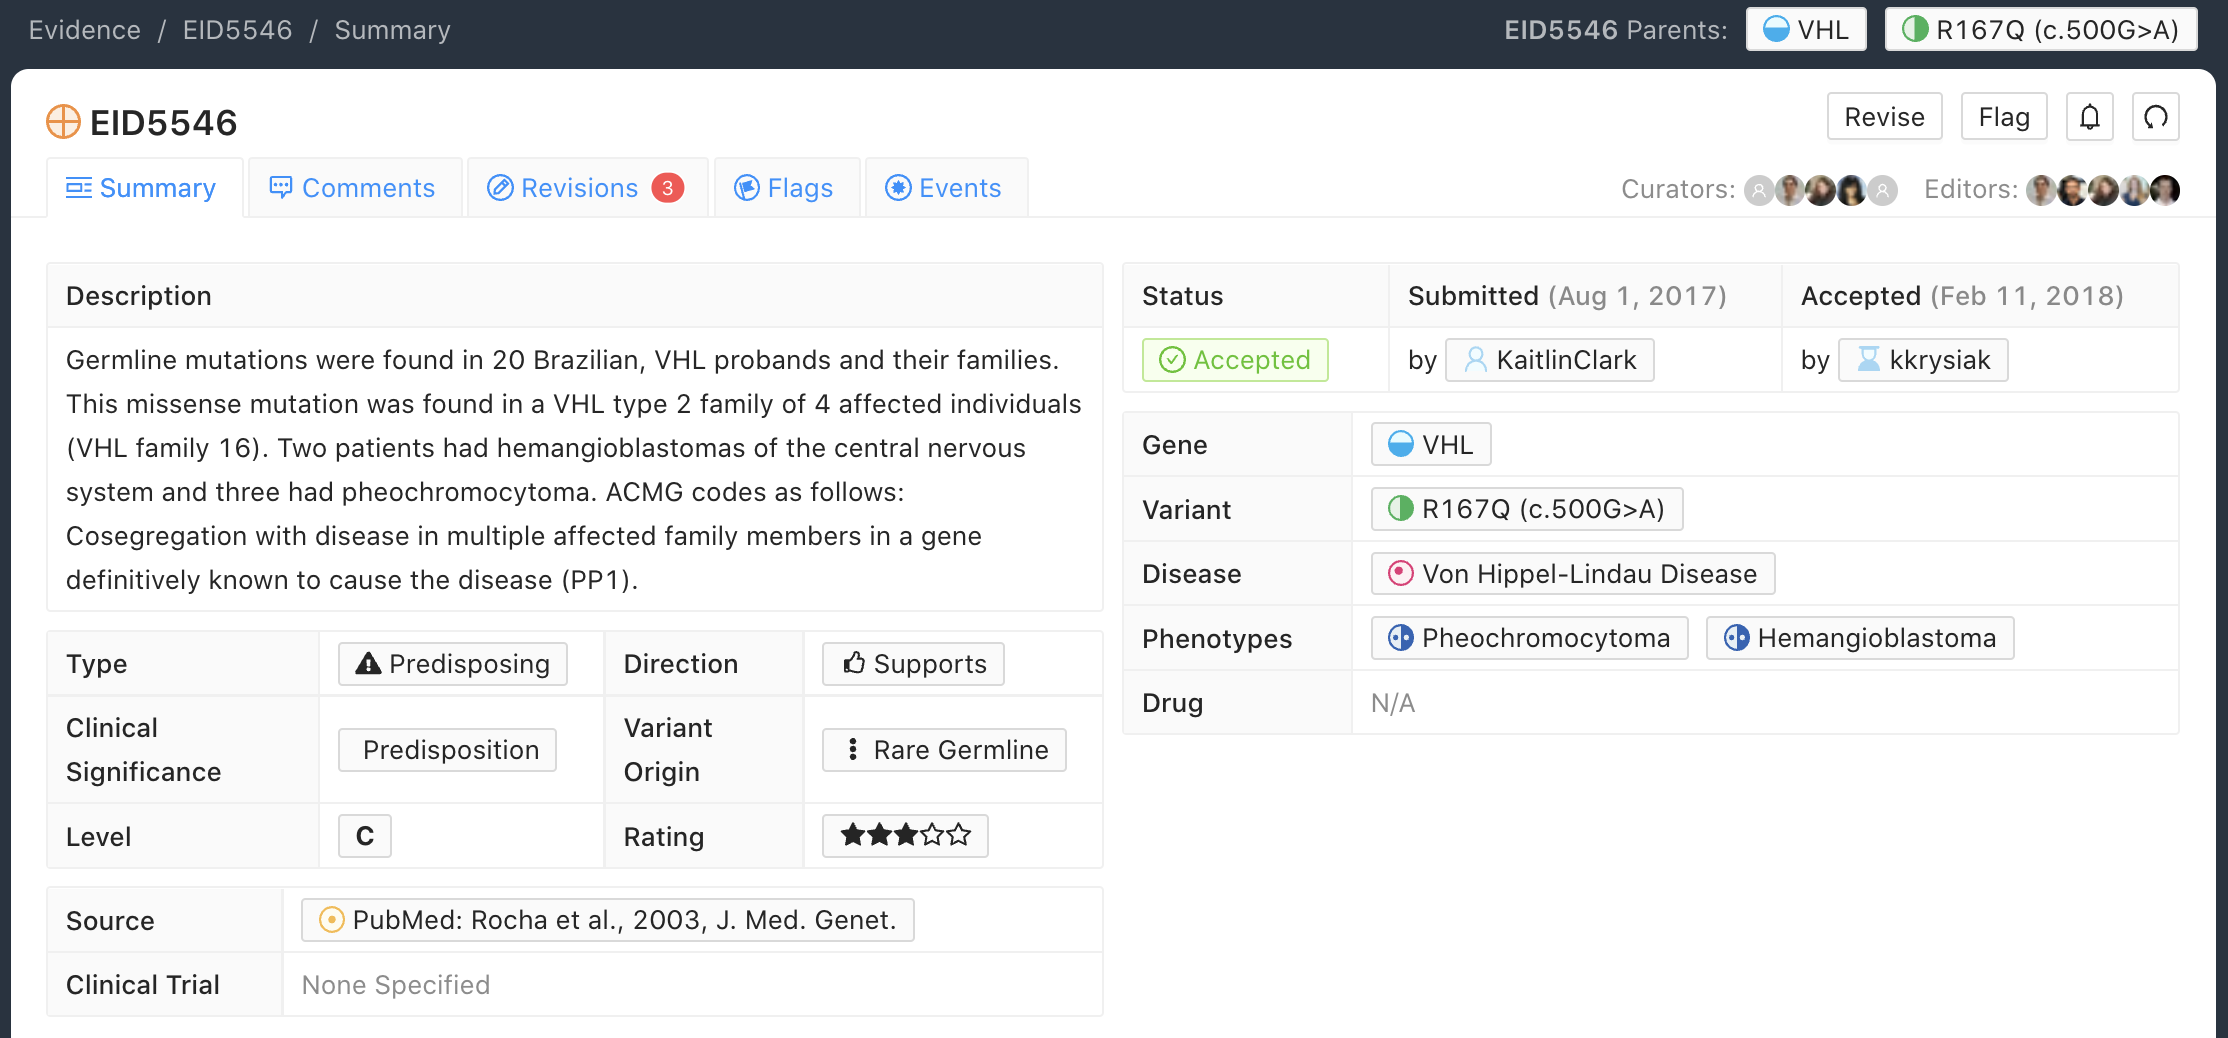 Evidence / EID5546 / Summary
EID5546 Parents: VHL R167Q (c.500G>A)
EID5546
Revise Flag
Summary Comments Revisions 3 Flags Events
Curators: Editors:
Description
Germline mutations were found in 20 Brazilian, VHL probands and their families.
This missense mutation was found in a VHL type 2 family of 4 affected individuals
(VHL family 16). Two patients had hemangioblastomas of the central nervous
system and three had pheochromocytoma. ACMG codes as follows:
Cosegregation with disease in multiple affected family members in a gene
definitively known to cause the disease (PP1).
Type Predisposing Direction Supports
Clinical
Significance
Predisposition
Variant
Origin
Rare Germline
Level C Rating
Source PubMed: Rocha et al., 2003, J. Med. Genet.
Clinical Trial None Specified
Status Submitted (Aug 1, 2017) Accepted (Feb 11, 2018)
Accepted by KaitlinClark by kkrysiak
Gene VHL
Variant R167Q (c.500G>A)
Disease Von Hippel-Lindau Disease
Phenotypes Pheochromocytoma Hemangioblastoma
Drug N/A